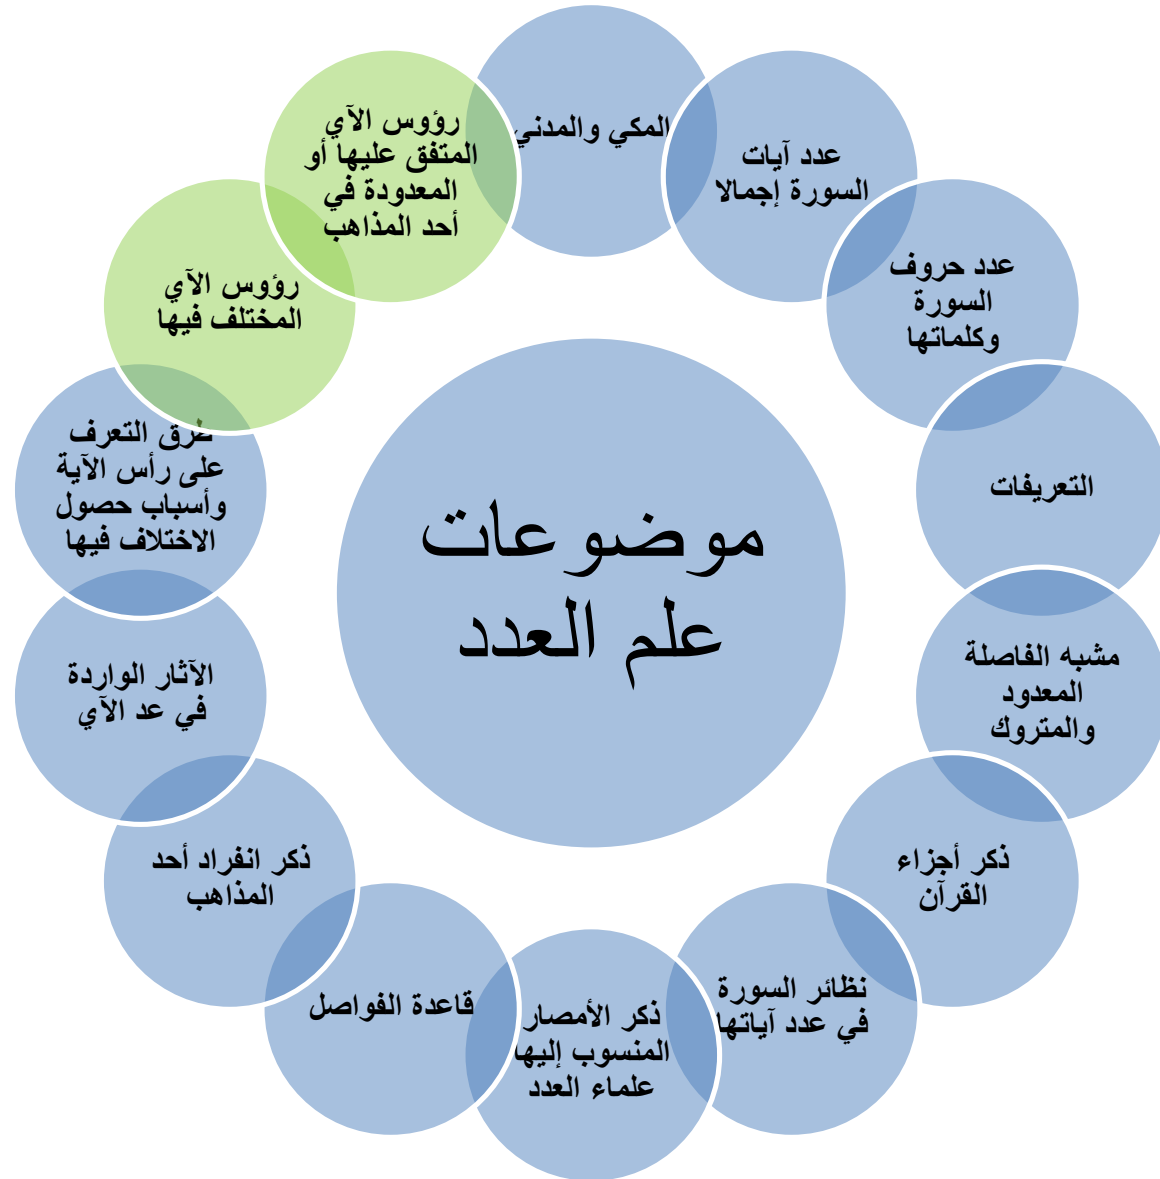 موضوعات
علم العدد
المكي والمدني
عدد آيات
السورة إجمالا
عدد حروف
السورة
وكلماتها
التعريفات
مشبه الفاصلة
المعدود
والمتروك
ذكر أجزاء
القرآن
نظائر السورة
في عدد آياتها
ذكر الأمصار
المنسوب إليها
علماء العدد
قاعدة الفواصل
ذكر انفراد أحد
المذاهب
الآثار الواردة
في عد الآي
طرق التعرف
على رأس الآية
وأسباب حصول
الاختلاف فيها
رؤوس الآي
المختلف فيها
رؤوس الآي
المتفق عليها أو
المعدودة في
أحد المذاهب